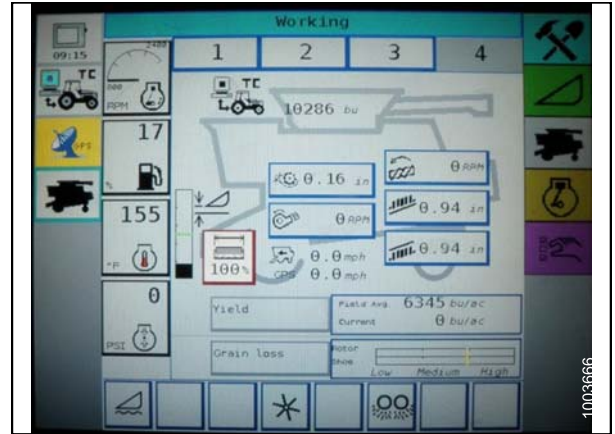 Working
09:15
2400
1 2 3 4
TC
TC
RPM
10286 bu
GPS
17
%
0.16 in
0 RPM
155
0 RPM
0.94 in
°F
100%
0.0 mph
0.94 in
GPS 0.0 mph
0
Yield
Field Avg. 6345 bu/ac
Current 0 bu/ac
PSI
Grain loss
Rotor
Shoe
Low Medium High
1003666